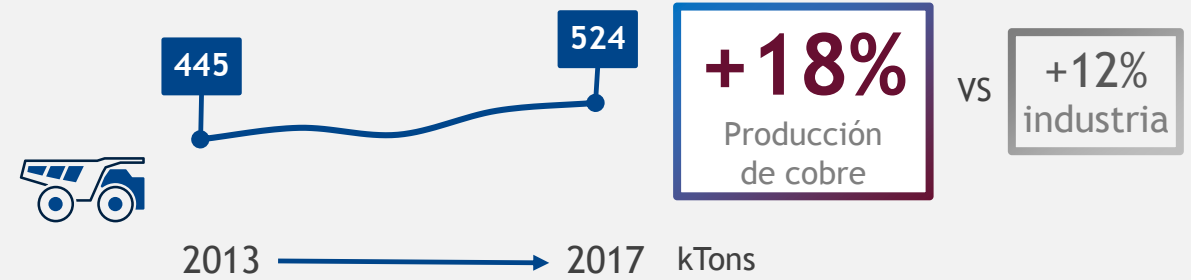 445
524
+18%
Producción
de cobre
VS
+12%
industria
2013
2017
kTons